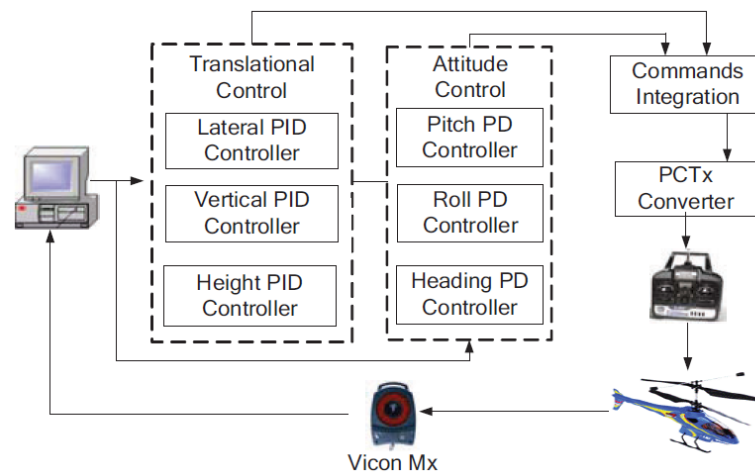 Translational
Control
Lateral PID
Controller
Vertical PID
Controller
Height PID
Controller
Attitude
Control
Pitch PD
Controller
Roll PD
Controller
Heading PD
Controller
Commands
Integration
PCTx
Converter
Vicon Mx